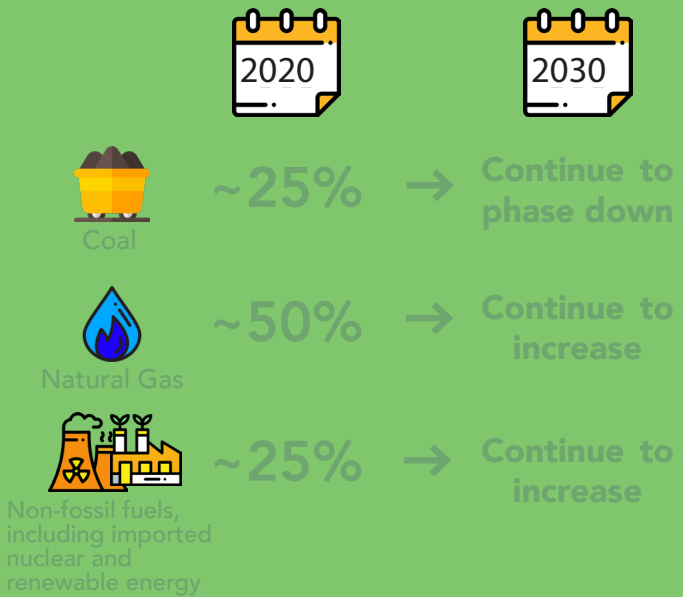 2020
2030
Coal
~25%
Continue to
phase down
Natural Gas
~50%
Continue to
increase
Non-fossil fuels,
including imported
nuclear and
renewable energy
~25%
Continue to
increase